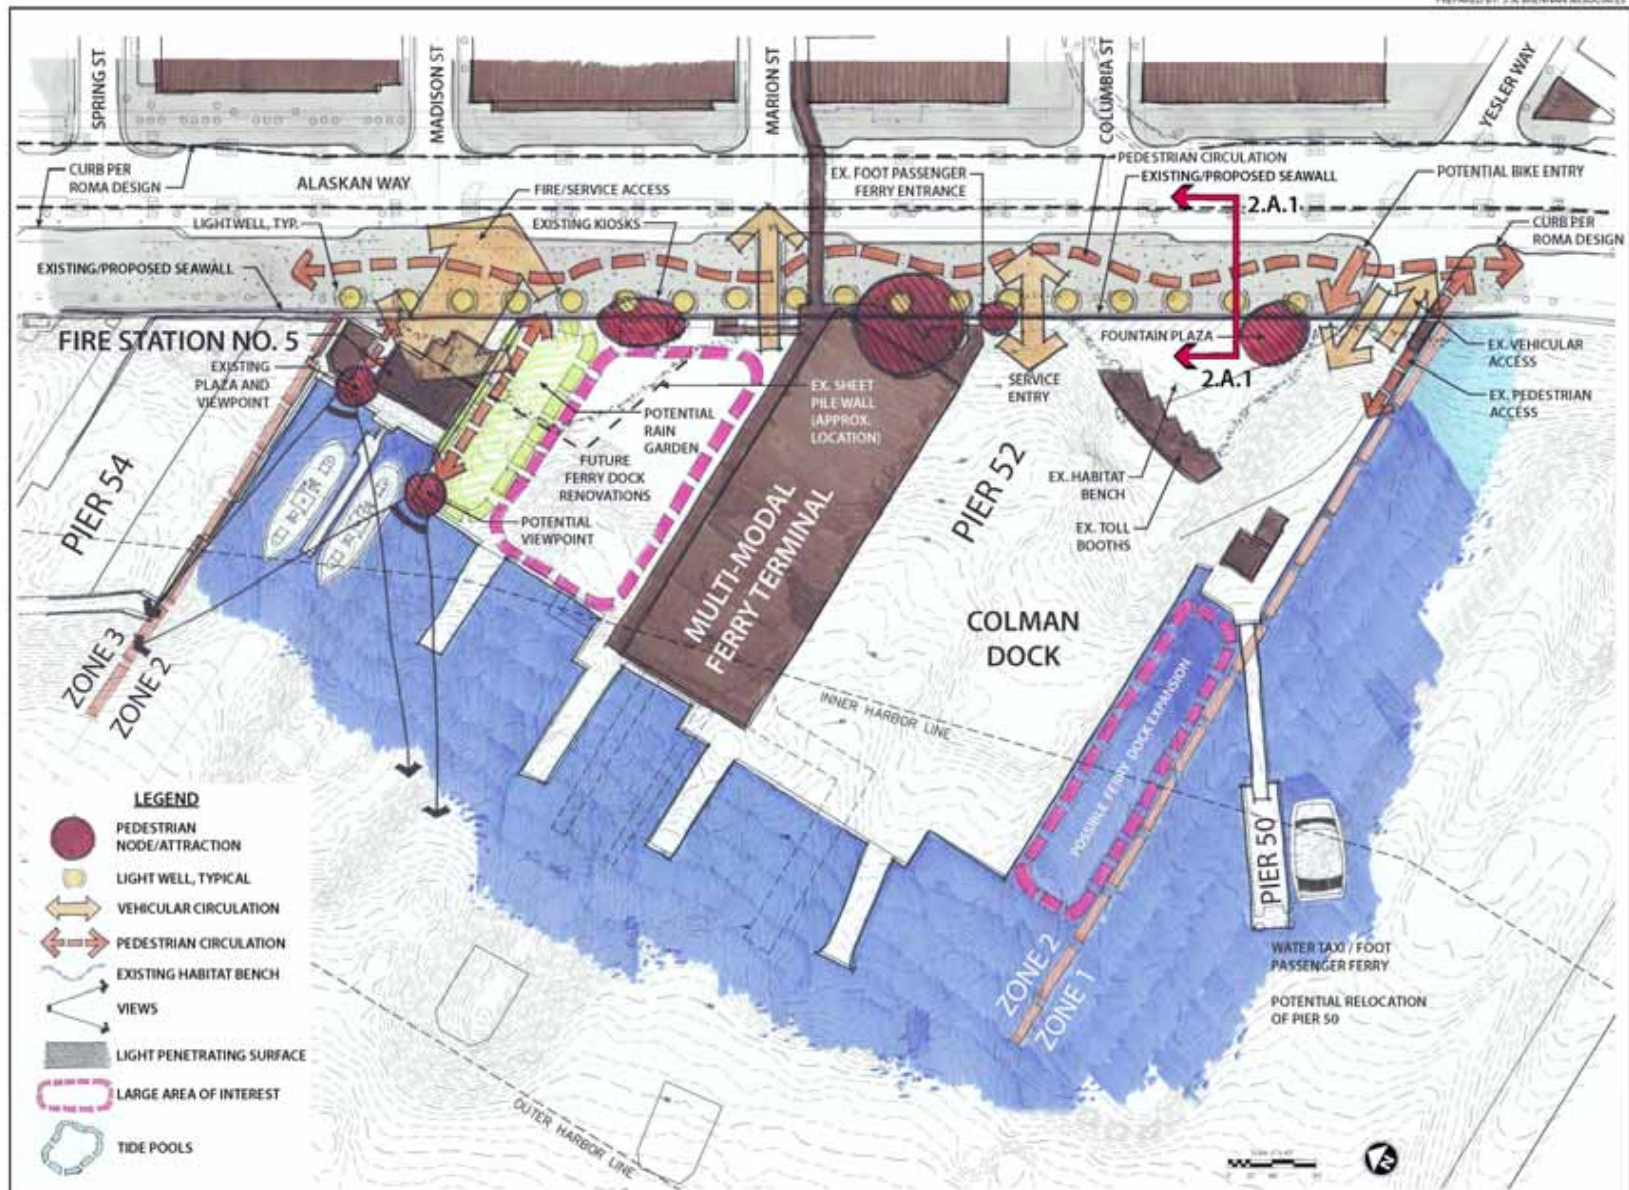 PREPARED BY: J.A. BRENNAN ASSOCIATES
SPRING ST
MADISON ST
MARION ST
COLUMBIA ST
YESLER WAY
CURB PER
ROMA DESIGN
ALASKAN WAY
FIRE/SERVICE ACCESS
EX. FOOT PASSENGER
FERRY ENTRANCE
PEDESTRIAN CIRCULATION
EXISTING/PROPOSED SEAWALL
POTENTIAL BIKE ENTRY
2.A.1
CURB PER
ROMA DESIGN
LIGHTWELL, TYP.
EXISTING KIOSKS
EXISTING/PROPOSED SEAWALL
FIRE STATION NO. 5
EXISTING
PLAZA AND
VIEWPOINT
FOUNTAIN PLAZA
2.A.1
EX. VEHICULAR
ACCESS
EX. PEDESTRIAN
ACCESS
SERVICE
ENTRY
EX. SHEET
PILE WALL
(APPROX.
LOCATION)
POTENTIAL
RAIN
GARDEN
FUTURE
FERRY DOCK
RENOVATIONS
POTENTIAL
VIEWPOINT
PIER 54
PIER 52
EX. HABITAT
BENCH
EX. TOLL
BOOTHS
MULTI-MODAL
FERRY TERMINAL
COLMAN
DOCK
ZONE 3
ZONE 2
INNER HARBOR LINE
POSSIBLE FERRY DOCK EXPANSION
PIER 50
ZONE 2
ZONE 1
WATER TAXI / FOOT
PASSENGER FERRY
POTENTIAL RELOCATION
OF PIER 50
OUTER HARBOR LINE
LEGEND
PEDESTRIAN
NODE/ATTRACTION
LIGHT WELL, TYPICAL
VEHICULAR CIRCULATION
PEDESTRIAN CIRCULATION
EXISTING HABITAT BENCH
VIEWS
LIGHT PENETRATING SURFACE
LARGE AREA OF INTEREST
TIDE POOLS
N